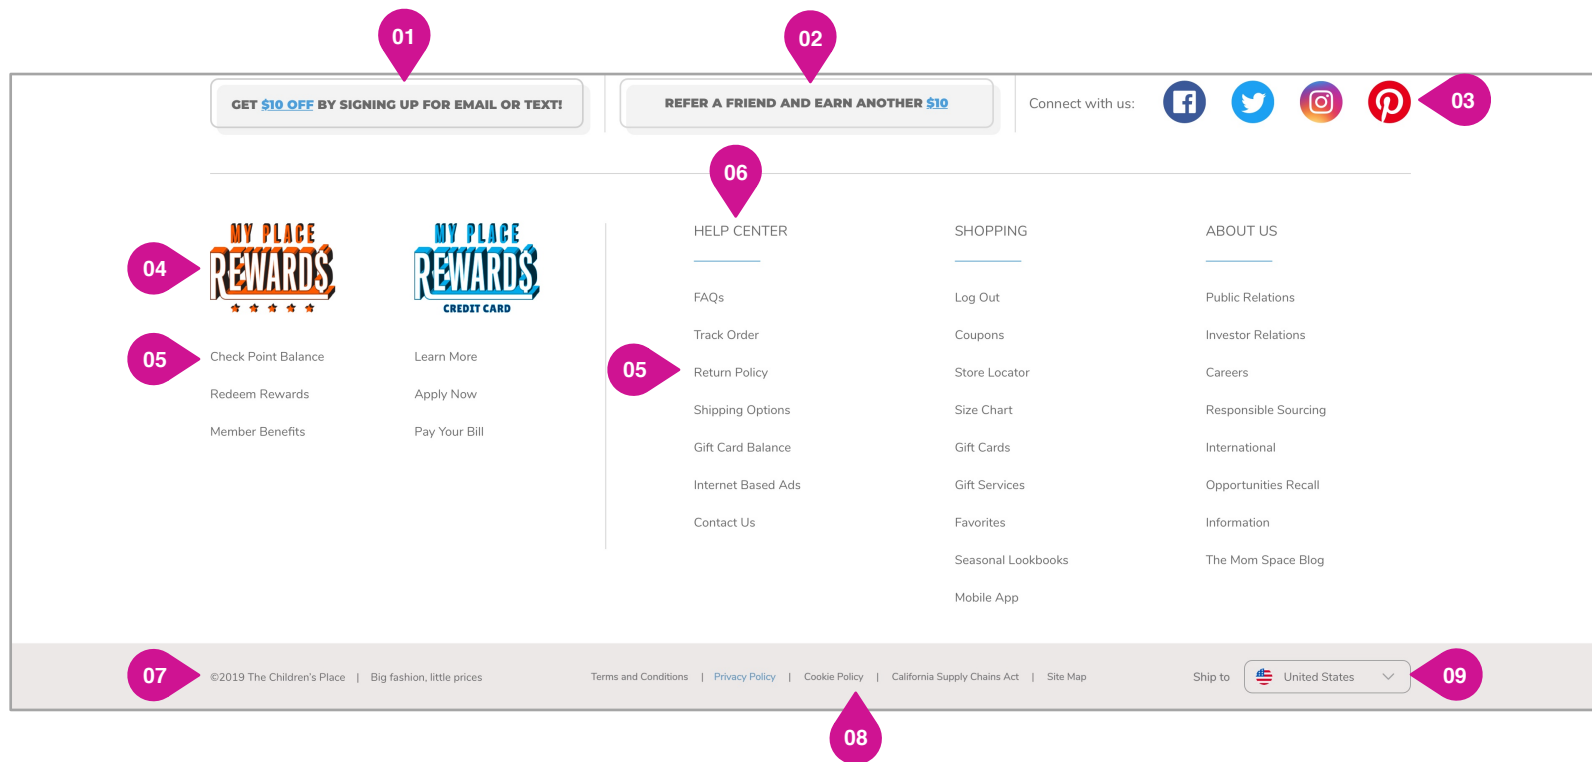 01
02
GET $10 OFF BY SIGNING UP FOR EMAIL OR TEXT!
REFER A FRIEND AND EARN ANOTHER $10
Connect with us:
03
06
04
MY PLACE
REWARD$
MY PLACE
REWARD$
CREDIT CARD
05
Check Point Balance
Redeem Rewards
Member Benefits
Learn More
Apply Now
Pay Your Bill
05
HELP CENTER
FAQs
Track Order
Return Policy
Shipping Options
Gift Card Balance
Internet Based Ads
Contact Us
SHOPPING
Log Out
Coupons
Store Locator
Size Chart
Gift Cards
Gift Services
Favorites
Seasonal Lookbooks
Mobile App
ABOUT US
Public Relations
Investor Relations
Careers
Responsible Sourcing
International
Opportunities Recall
Information
The Mom Space Blog
07
©2019 The Children's Place | Big fashion, little prices
Terms and Conditions | Privacy Policy | Cookie Policy | California Supply Chains Act | Site Map
Ship to
United States
09
08